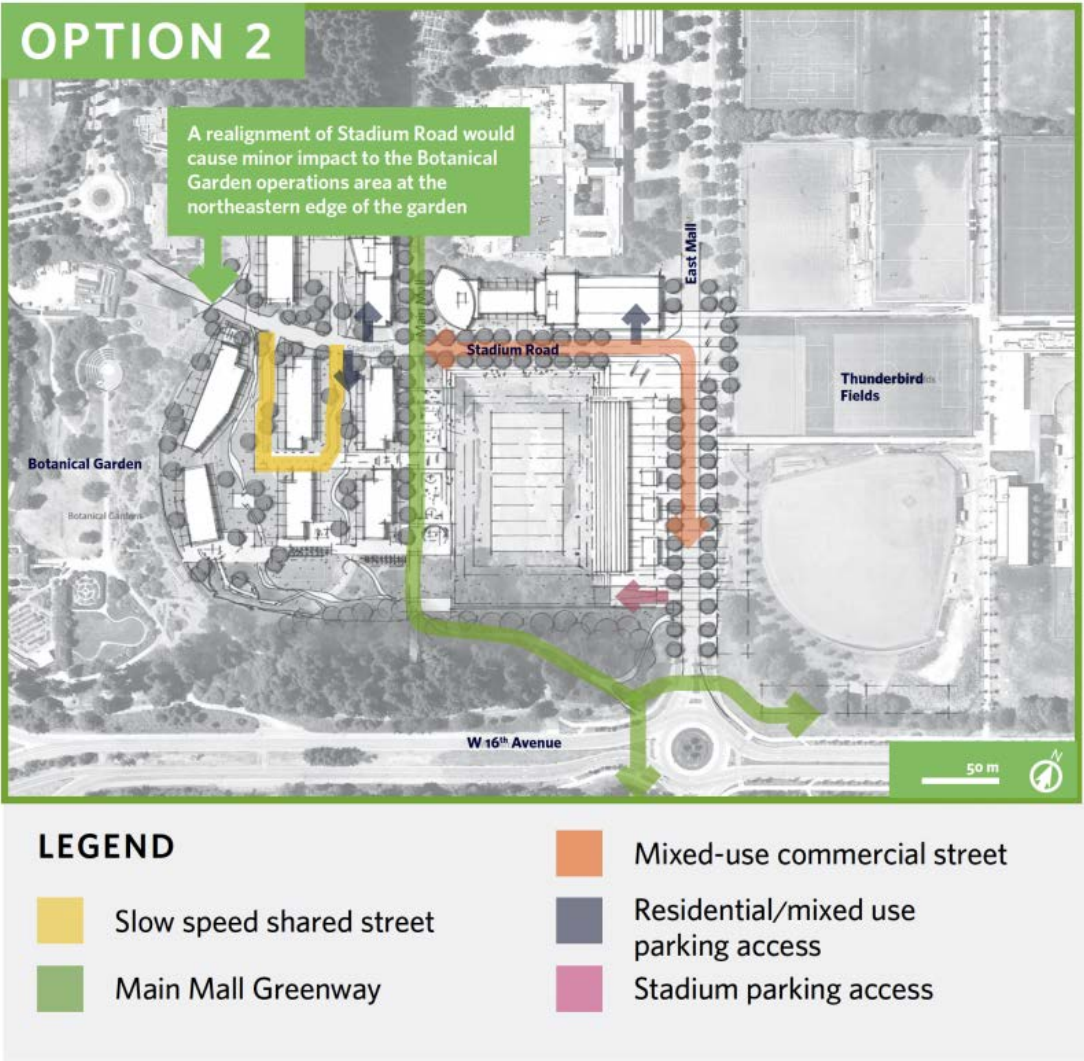 OPTION 2
A realignment of Stadium Road would
cause minor impact to the Botanical
Garden operations area at the
northeastern edge of the garden
East Mall
Main Mall
Stadium Road
Thunderbird
Fields
Botanical Garden
Botanical Gardens
W 16th Avenue
50 m
N
LEGEND
Slow speed shared street
Main Mall Greenway
Mixed-use commercial street
Residential/mixed use
parking access
Stadium parking access